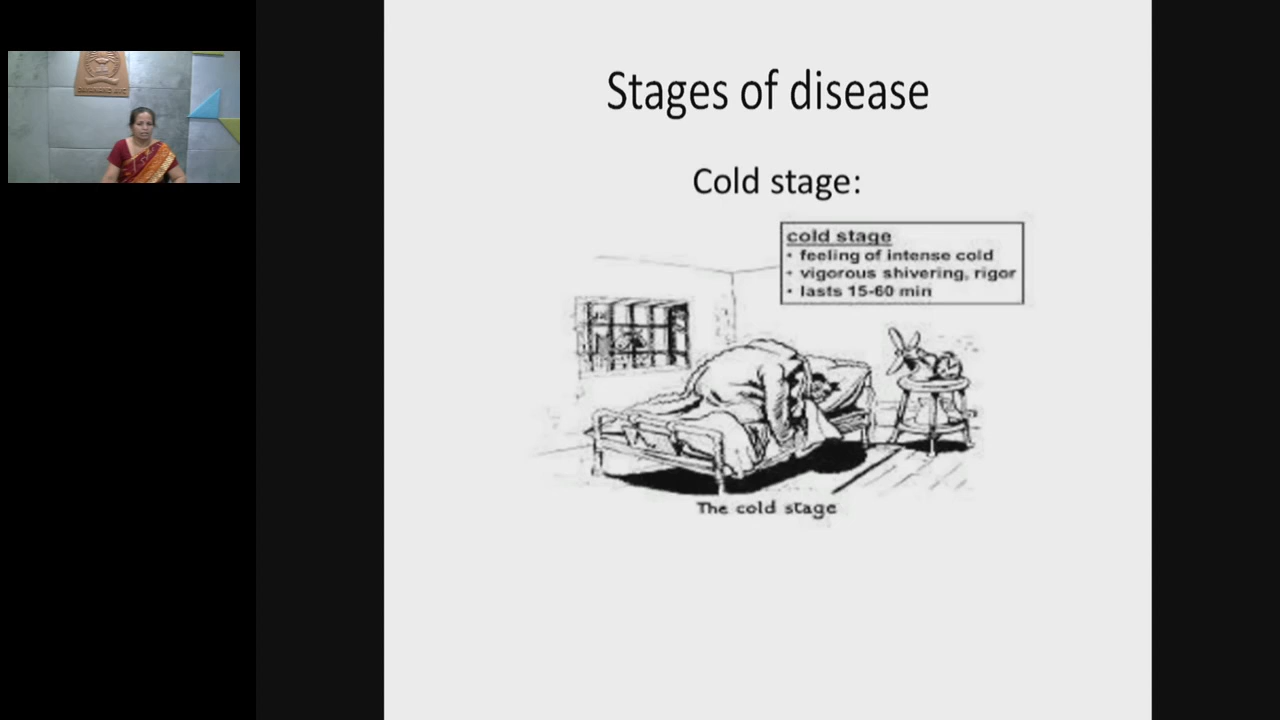 Stages of disease
Cold stage:
cold stage
• feeling of intense cold
• vigorous shivering, rigor
• lasts 15-60 min
The cold stage